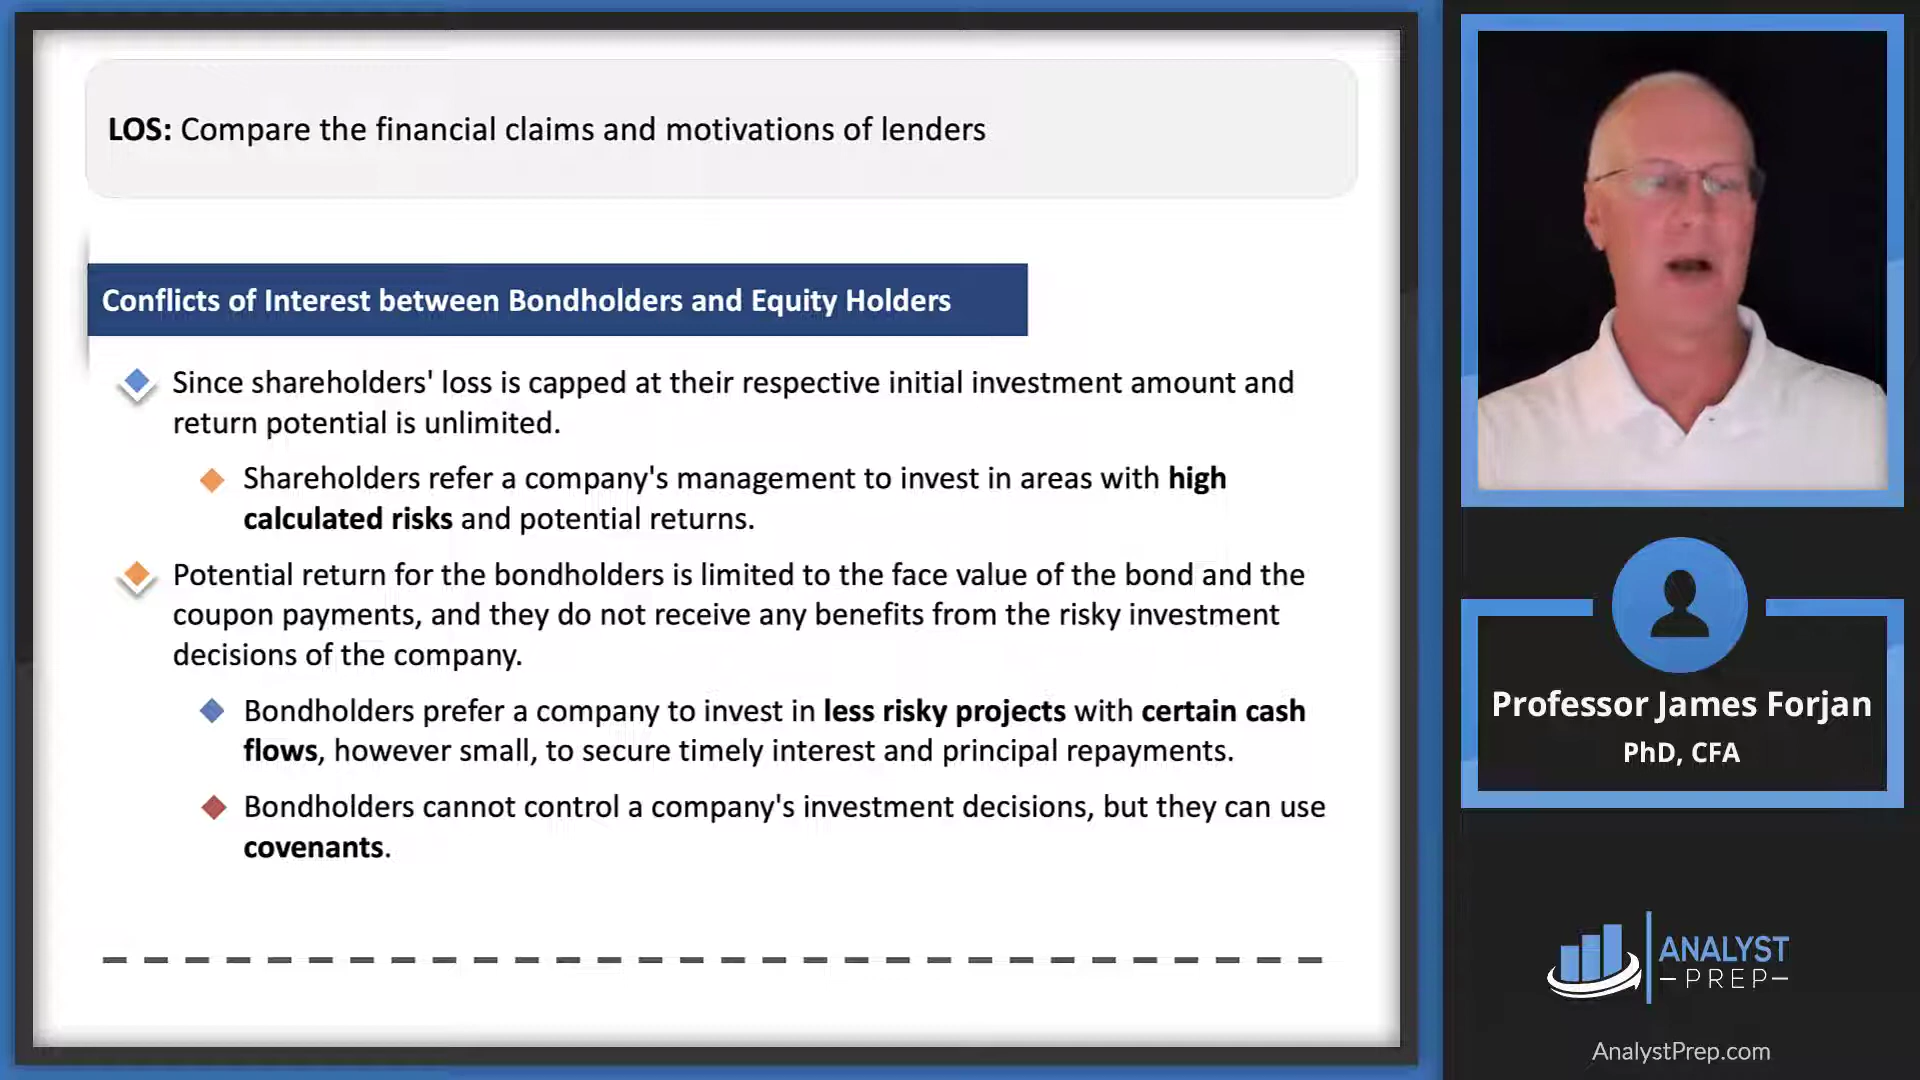 LOS: Compare the financial claims and motivations of lenders
Conflicts of Interest between Bondholders and Equity Holders
Since shareholders' loss is capped at their respective initial investment amount and
return potential is unlimited.
Shareholders refer a company's management to invest in areas with high
calculated risks and potential returns.
Potential return for the bondholders is limited to the face value of the bond and the
coupon payments, and they do not receive any benefits from the risky investment
decisions of the company.
Bondholders prefer a company to invest in less risky projects with certain cash
flows, however small, to secure timely interest and principal repayments.
Bondholders cannot control a company's investment decisions, but they can use
covenants.
Professor James Forjan
PhD, CFA
ANALYST
PREP
AnalystPrep.com